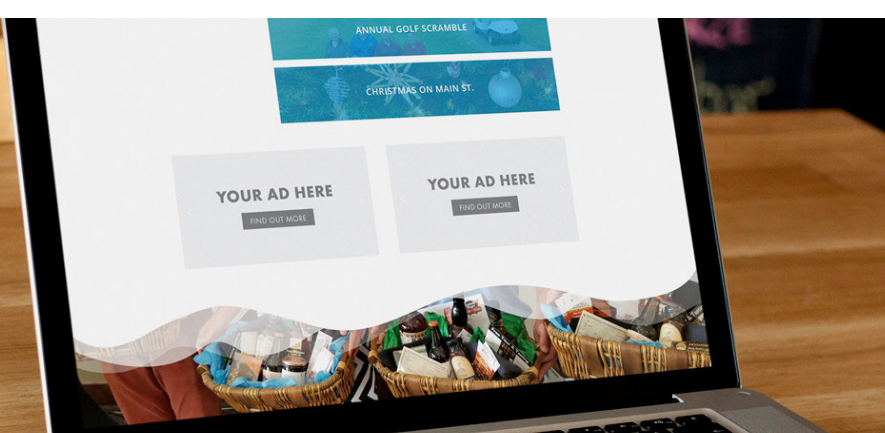 ANNUAL GOLF SCRAMBLE
CHRISTMAS ON MAIN ST.
YOUR AD HERE
FIND OUT MORE
YOUR AD HERE
FIND OUT MORE